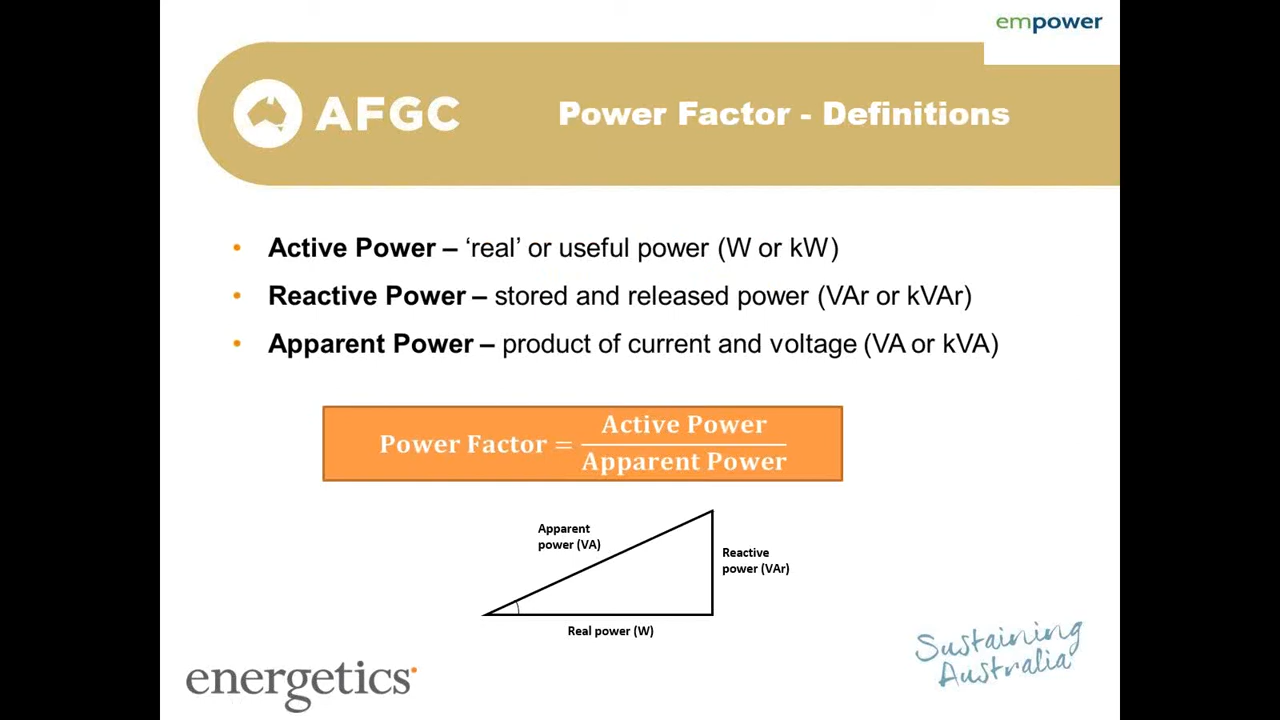 empower
AFGC
Power Factor - Definitions
• Active Power – ‘real’ or useful power (W or kW)
• Reactive Power – stored and released power (VAr or kVAr)
• Apparent Power – product of current and voltage (VA or kVA)
Power Factor = Active Power / Apparent Power
Apparent
power (VA)
Reactive
power (VAr)
Real power (W)
energetics
Sustaining
Australia